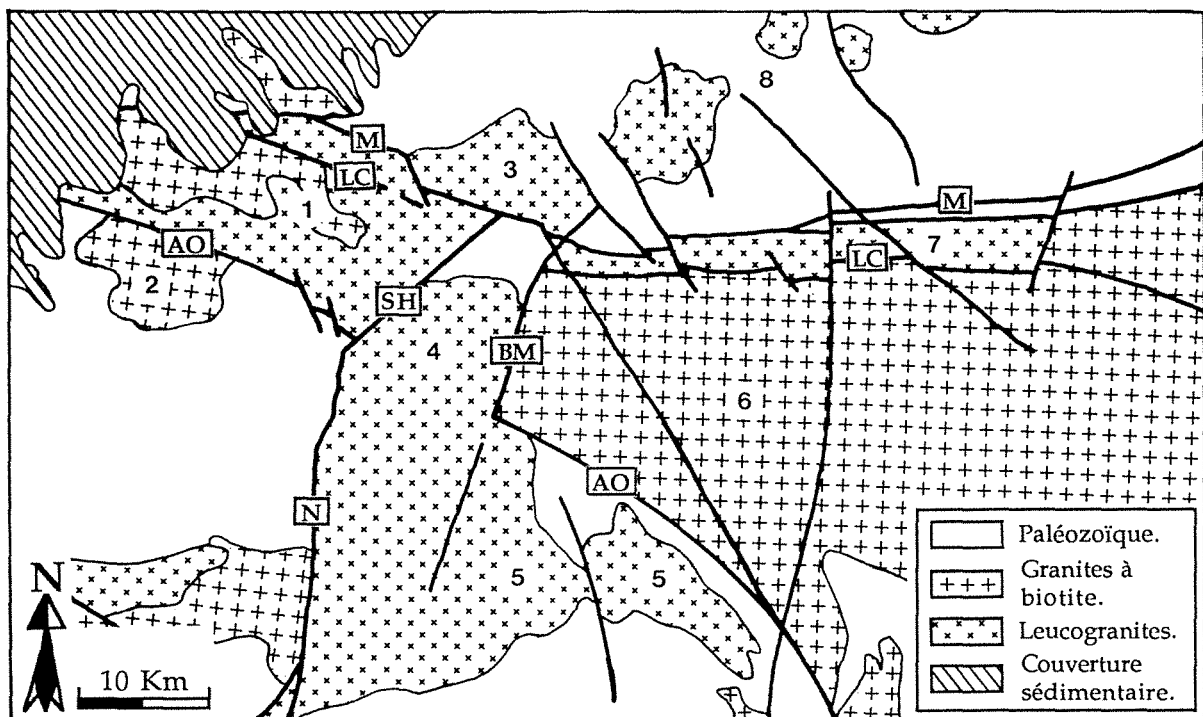 8
M
3
LC
1
M
7
AO
LC
2
SH
4
BM
6
AO
N
5
5
N
10 Km
Paléozoïque.
Granites à
biotite.
Leucogranites.
Couverture
sédimentaire.